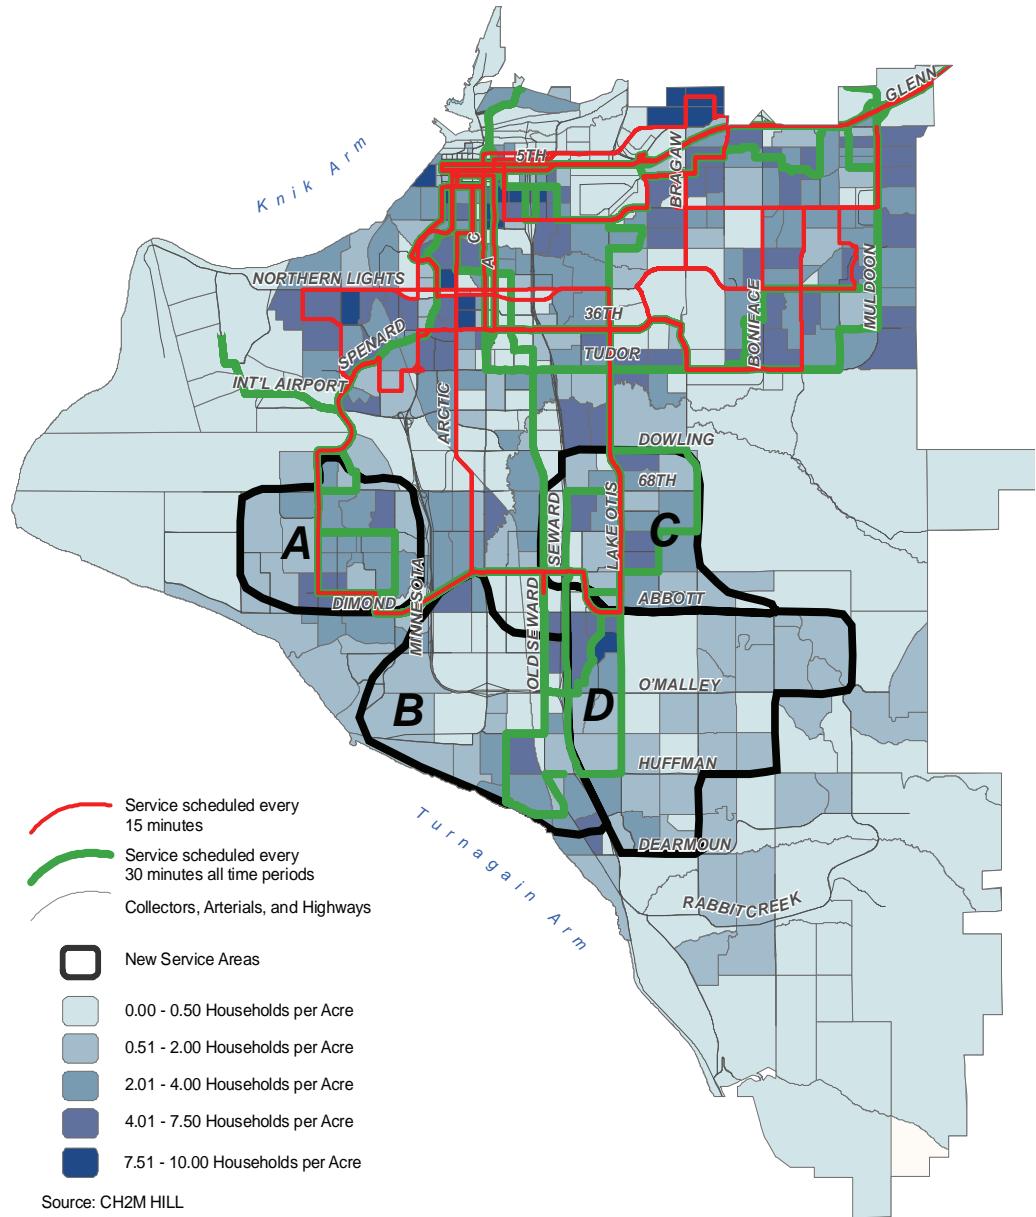 GLENN
Knik Arm
5TH
BRAGAW
C
A
NORTHERN LIGHTS
MULDOON
36TH
BONIFACE
SPENARD
TUDOR
INT'L AIRPORT
ARCTIC
DOWLING
68TH
SEWARD
LAKE OTIS
A
C
MINNESOTA
DIMOND
OLD SEWARD
ABBOTT
O'MALLEY
B
D
HUFFMAN
Turnagain Arm
DEARMOUN
RABBITCREEK
Service scheduled every
15 minutes
Service scheduled every
30 minutes all time periods
Collectors, Arterials, and Highways
New Service Areas
0.00 - 0.50 Households per Acre
0.51 - 2.00 Households per Acre
2.01 - 4.00 Households per Acre
4.01 - 7.50 Households per Acre
7.51 - 10.00 Households per Acre
Source: CH2M HILL